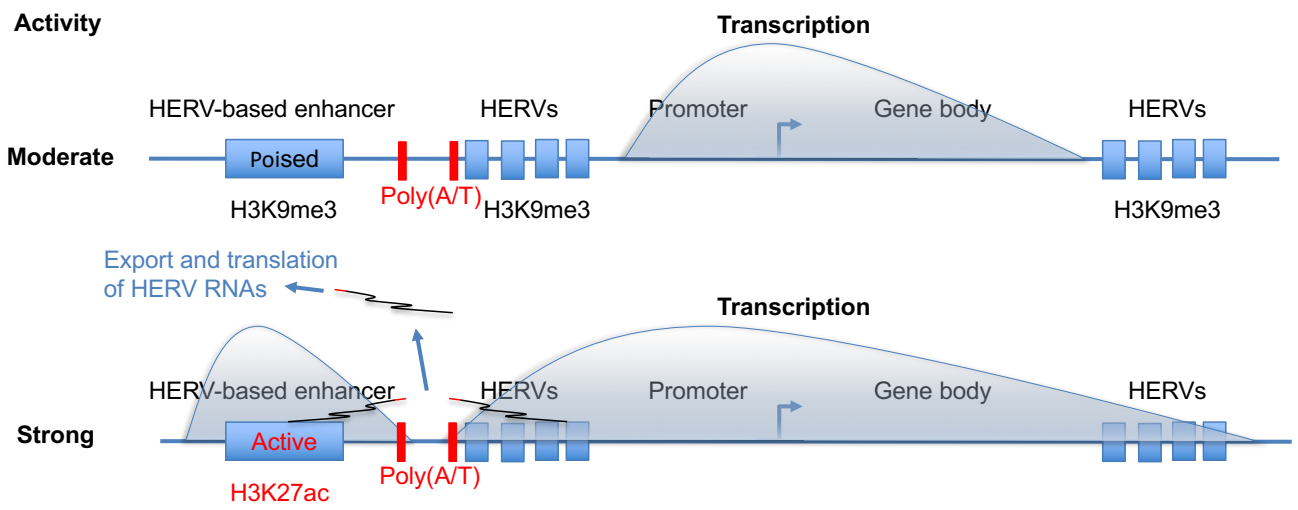 Activity
Transcription
HERV-based enhancer HERVs Promoter Gene body HERVs
Moderate Poised
Poly(A/T)
H3K9me3 H3K9me3 H3K9me3
Export and translation
of HERV RNAs
Transcription
HERV-based enhancer HERVs Promoter Gene body HERVs
Strong Active
Poly(A/T)
H3K27ac